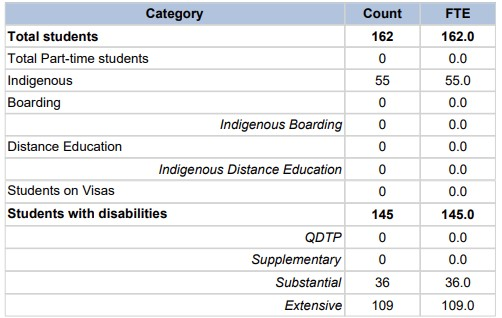 Category Count FTE
Total students 162 162.0
Total Part-time students 0 0.0
Indigenous 55 55.0
Boarding 0 0.0
Indigenous Boarding 0 0.0
Distance Education 0 0.0
Indigenous Distance Education 0 0.0
Students on Visas 0 0.0
Students with disabilities 145 145.0
QDTP 0 0.0
Supplementary 0 0.0
Substantial 36 36.0
Extensive 109 109.0